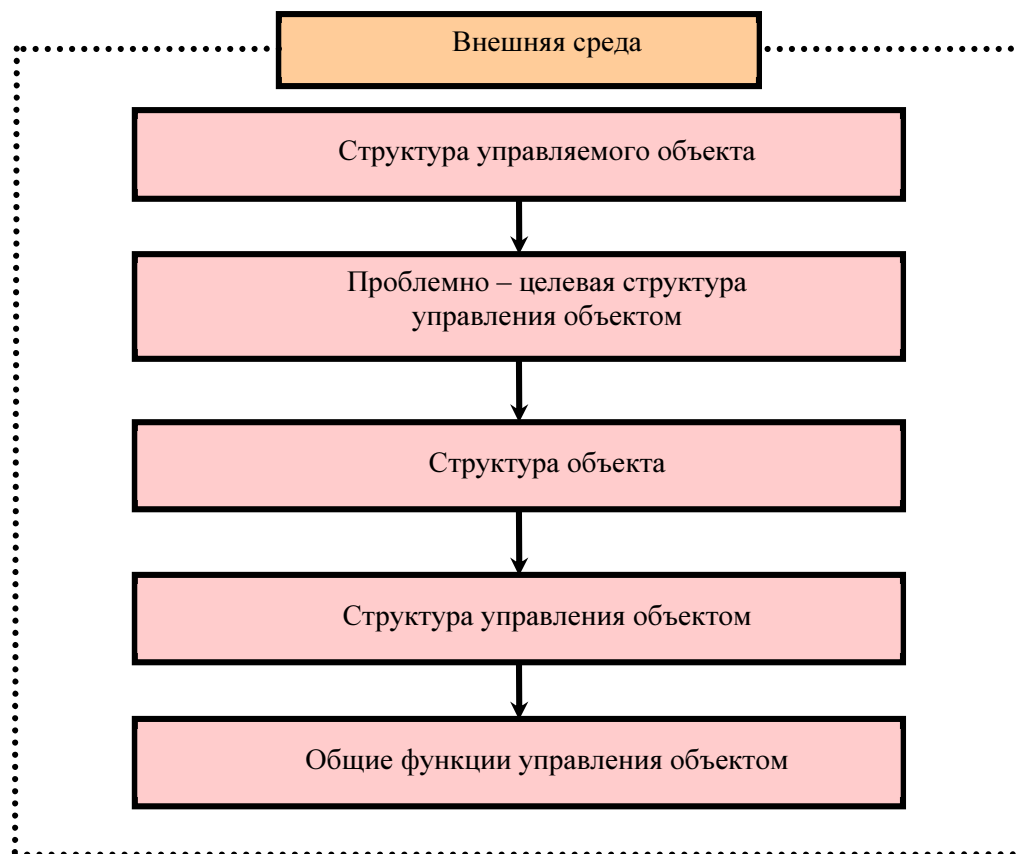 Внешняя среда
Структура управляемого объекта
Проблемно – целевая структура
управления объектом
Структура объекта
Структура управления объектом
Общие функции управления объектом